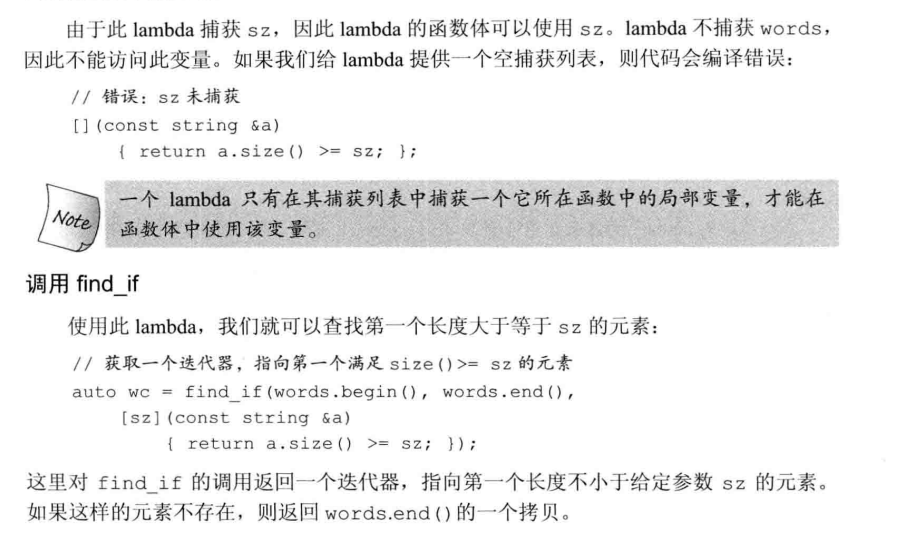 由于此 lambda 捕获 sz，因此 lambda 的函数体可以使用 sz。lambda 不捕获 words，
因此不能访问此变量。如果我们给 lambda 提供一个空捕获列表，则代码会编译错误：
// 错误：sz 未捕获
[](const string &a)
{ return a.size() >= sz; };
Note
一个 lambda 只有在其捕获列表中捕获一个它所在函数中的局部变量，才能在
函数体中使用该变量。
调用 find_if
使用此 lambda，我们就可以查找第一个长度大于等于 sz 的元素：
// 获取一个迭代器，指向第一个满足 size()>= sz 的元素
auto wc = find_if(words.begin(), words.end(),
[sz](const string &a)
{ return a.size() >= sz; });
这里对 find_if 的调用返回一个迭代器，指向第一个长度不小于给定参数 sz 的元素。
如果这样的元素不存在，则返回 words.end()的一个拷贝。